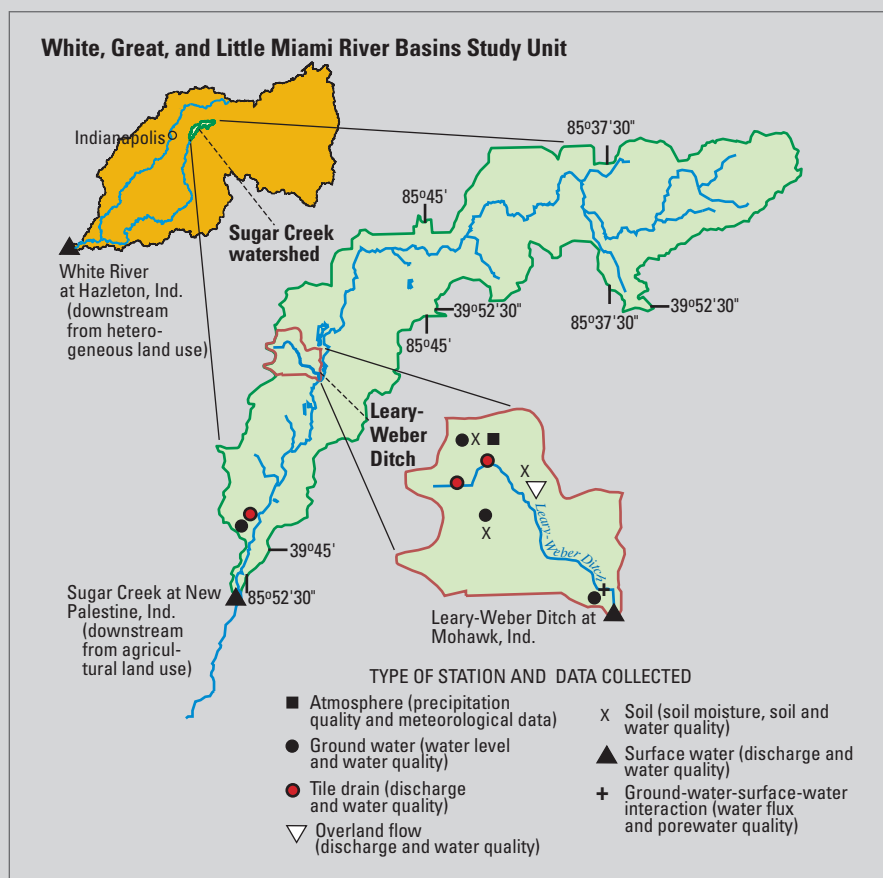 White, Great, and Little Miami River Basins Study Unit
Indianapolis
85º37'30"
85º45'
Sugar Creek
watershed
White River
at Hazleton, Ind.
(downstream
from hetero-
geneous land use)
39º52'30"
85º45'
85º37'30"
39º52'30"
Leary-
Weber
Ditch
Leary-Weber Ditch
39º45'
85º52'30"
Sugar Creek at New
Palestine, Ind.
(downstream
from agricul-
tural land use)
Leary-Weber Ditch at
Mohawk, Ind.
TYPE OF STATION AND DATA COLLECTED
Atmosphere (precipitation
quality and meteorological data)
Ground water (water level
and water quality)
Tile drain (discharge
and water quality)
Overland flow
(discharge and water quality)
Soil (soil moisture, soil and
water quality)
Surface water (discharge and
water quality)
Ground-water-surface-water
interaction (water flux
and porewater quality)